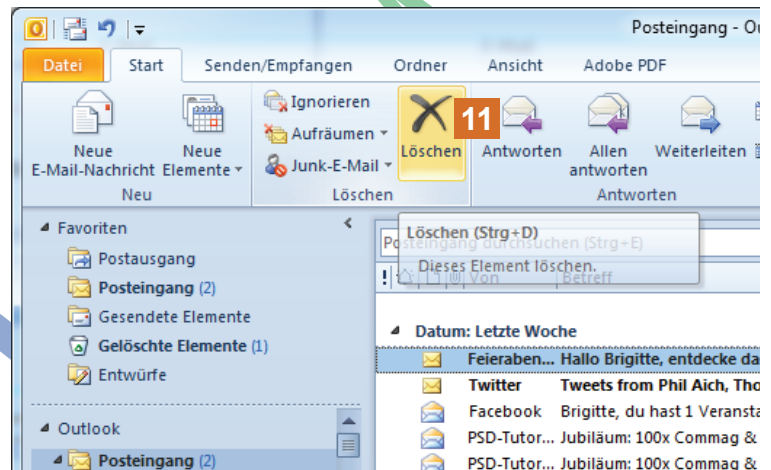 Posteingang - Ou
Datei Start Senden/Empfangen Ordner Ansicht Adobe PDF
Neue E-Mail-Nachricht
Neue Elemente
Neu
Ignorieren
Aufräumen
Junk-E-Mail
Löschen
Löschen
11
Antworten
Allen antworten
Weiterleiten
Antworten
Favoriten
Postausgang
Posteingang (2)
Gesendete Elemente
Gelöschte Elemente (1)
Entwürfe
Outlook
Posteingang (2)
Löschen (Strg+D)
Dieses Element löschen.
Posteingang durchsuchen (Strg+E)
Von Betreff
Datum: Letzte Woche
Feieraben... Hallo Brigitte, entdecke da
Twitter Tweets from Phil Aich, Tho
Facebook Brigitte, du hast 1 Veransta
PSD-Tutor... Jubiläum: 100x Commag &
PSD-Tutor... Jubiläum: 100x Commag &